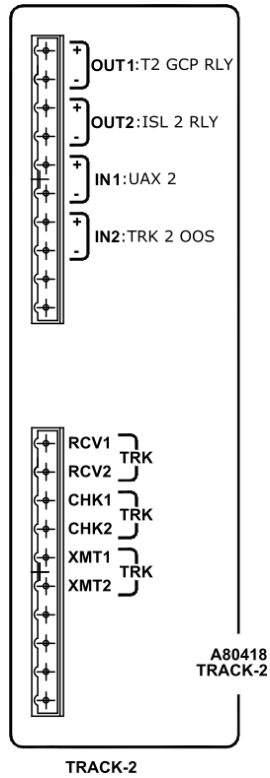 +
OUT1:T2 GCP RLY
-
+
OUT2:ISL 2 RLY
-
+
IN1:UAX 2
-
+
IN2:TRK 2 OOS
-
RCV1
TRK
RCV2
CHK1
TRK
CHK2
XMT1
TRK
XMT2
A80418
TRACK-2
TRACK-2